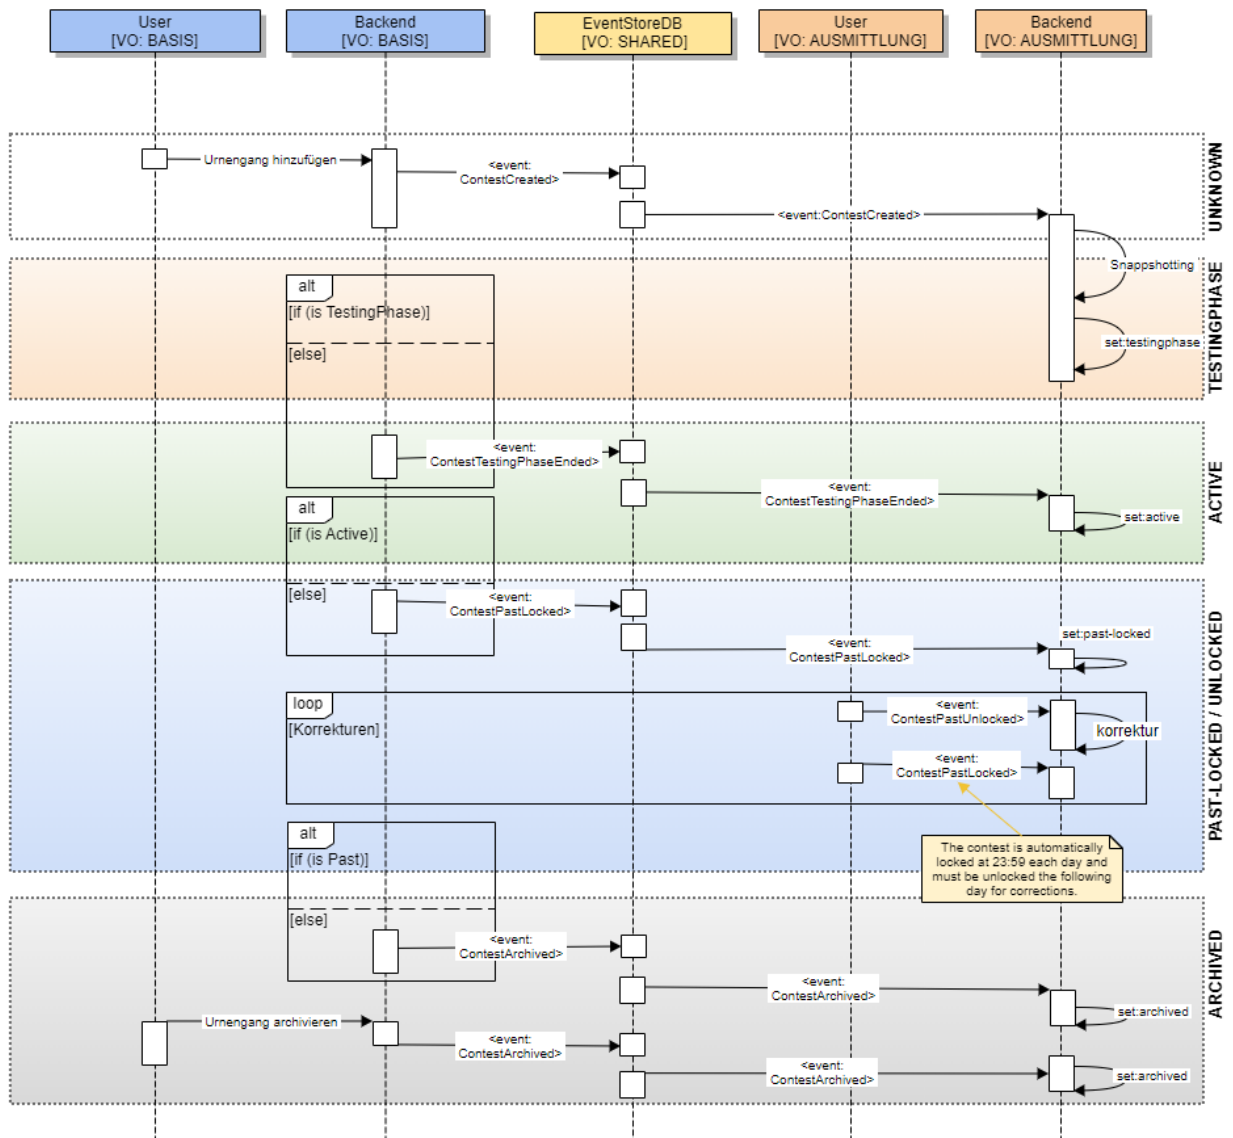 User
[VO: BASIS]
Backend
[VO: BASIS]
EventStoreDB
[VO: SHARED]
User
[VO: AUSMITTLUNG]
Backend
[VO: AUSMITTLUNG]
UNKNOWN
Urnengang hinzufügen
<event:
ContestCreated>
<event:ContestCreated>
Snappshotting
TESTINGPHASE
alt
[if (is TestingPhase)]
set:testingphase
[else]
ACTIVE
<event:
ContestTestingPhaseEnded>
<event:
ContestTestingPhaseEnded>
set:active
alt
[if (is Active)]
PAST-LOCKED / UNLOCKED
[else]
<event:
ContestPastLocked>
<event:
ContestPastLocked>
set:past-locked
loop
[Korrekturen]
<event:
ContestPastUnlocked>
korrektur
<event:
ContestPastLocked>
The contest is automatically
locked at 23:59 each day and
must be unlocked the following
day for corrections.
alt
[if (is Past)]
ARCHIVED
[else]
<event:
ContestArchived>
<event:
ContestArchived>
set:archived
Urnengang archivieren
<event:
ContestArchived>
<event:
ContestArchived>
set:archived